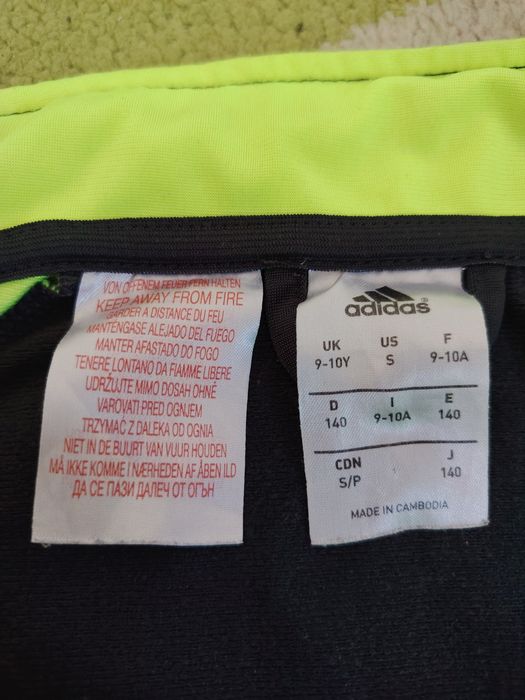 VON OFFENEM FEUER FERN HALTEN
KEEP AWAY FROM FIRE
GARDER A DISTANCE DU FEU
MANTÉNGASE ALEJADO DEL FUEGO
MANTER AFASTADO DO FOGO
TENERE LONTANO DA FIAMME LIBERE
UDRŽUJTE MIMO DOSAH OHNĚ
VAROVATI PRED OGNJEM
TRZYMAĆ Z DALEKA OD OGNIA
NIET IN DE BUURT VAN VUUR HOUDEN
MÅ IKKE KOMME I NÆRHEDEN AF ÅBEN ILD
ДА СЕ ПАЗИ ДАЛЕЧ ОТ ОГЪН
adidas®
UK US F
9-10Y S 9-10A
D I E
140 9-10A 140
CDN J
S/P 140
MADE IN CAMBODIA